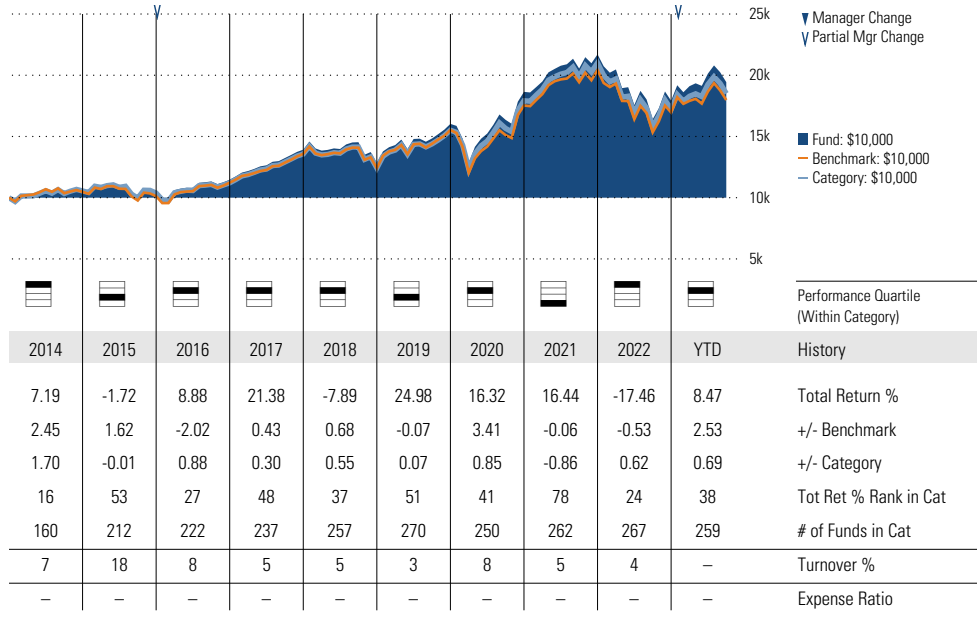 25k
20k
15k
10k
5k
Manager Change
Partial Mgr Change
Fund: $10,000
Benchmark: $10,000
Category: $10,000
Performance Quartile
(Within Category)
2014 2015 2016 2017 2018 2019 2020 2021 2022 YTD History
7.19 -1.72 8.88 21.38 -7.89 24.98 16.32 16.44 -17.46 8.47 Total Return %
2.45 1.62 -2.02 0.43 0.68 -0.07 3.41 -0.06 -0.53 2.53 +/- Benchmark
1.70 -0.01 0.88 0.30 0.55 0.07 0.85 -0.86 0.62 0.69 +/- Category
16 53 27 48 37 51 41 78 24 38 Tot Ret % Rank in Cat
160 212 222 237 257 270 250 262 267 259 # of Funds in Cat
7 18 8 5 5 3 8 5 4 – Turnover %
– – – – – – – – – – Expense Ratio